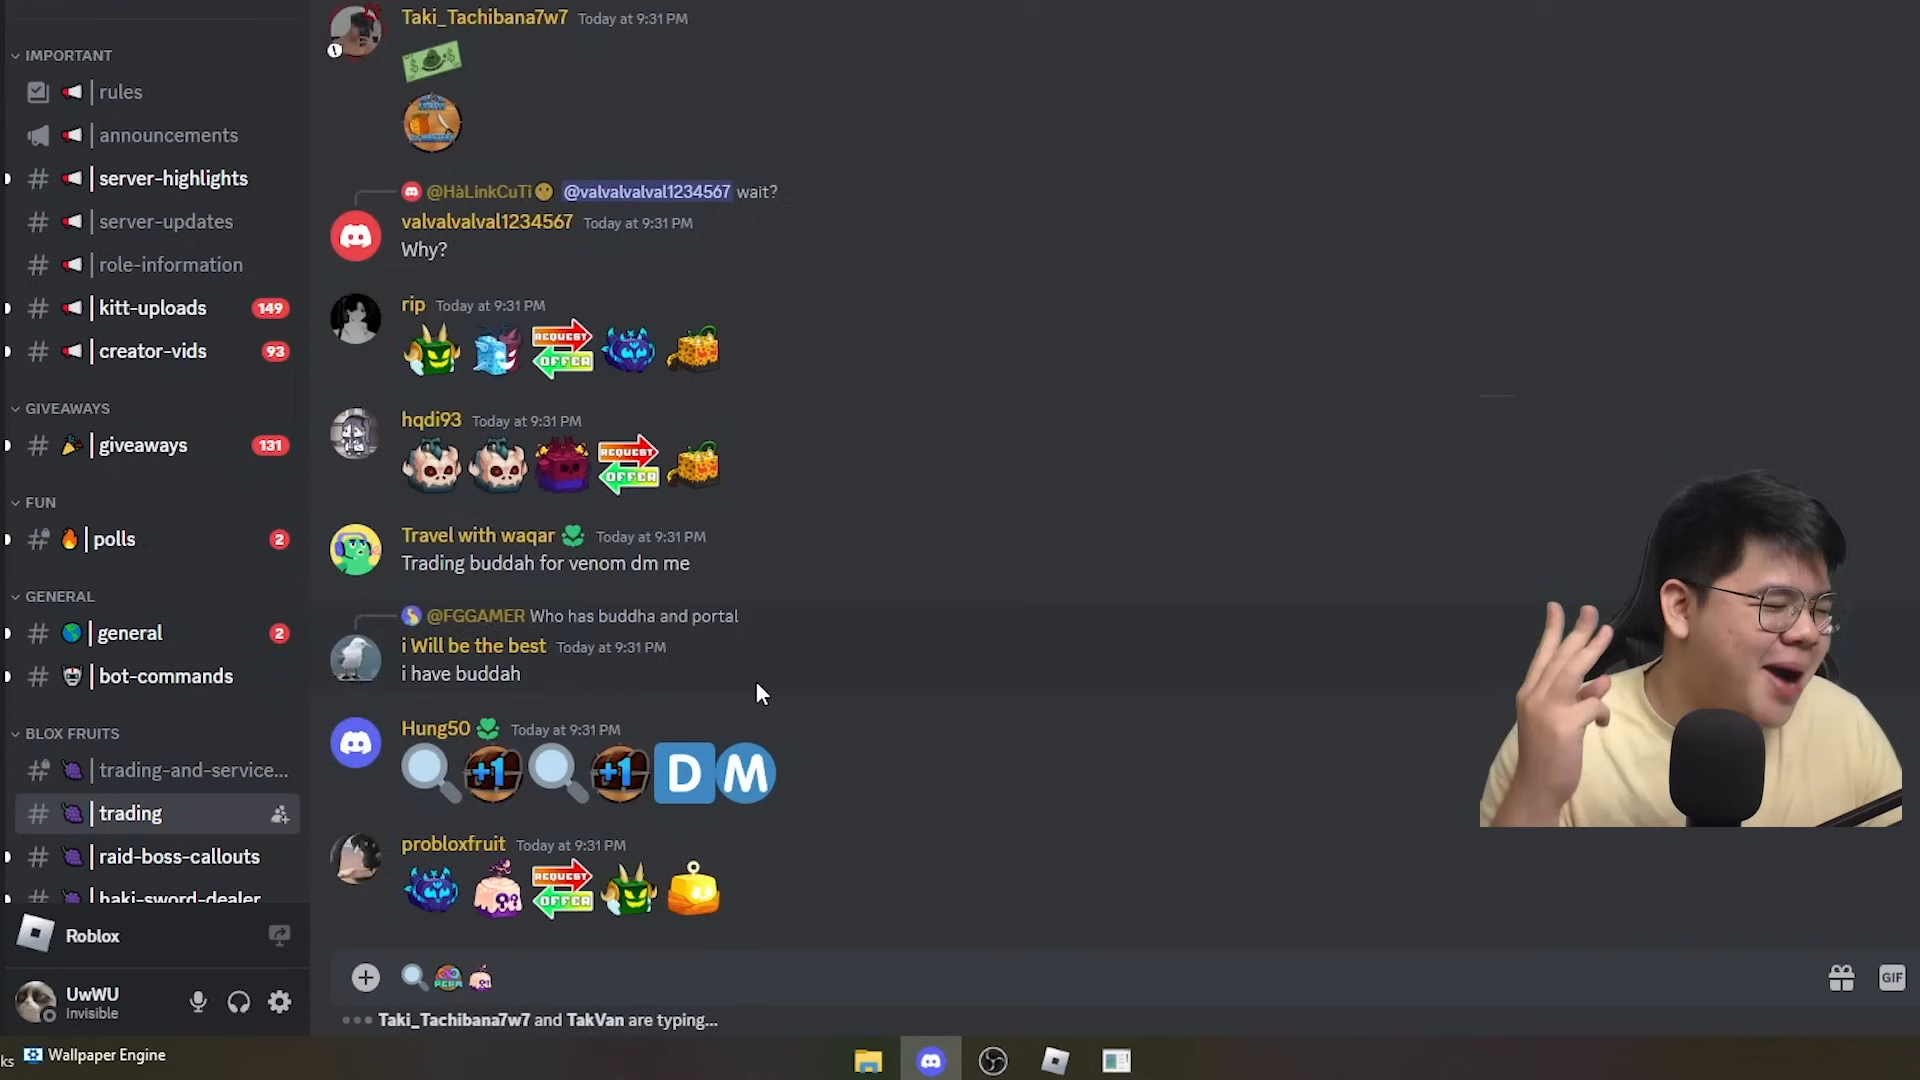 IMPORTANT
rules
announcements
server-highlights
server-updates
role-information
kitt-uploads 149
creator-vids 93
GIVEAWAYS
giveaways 131
FUN
polls 2
GENERAL
general 2
bot-commands
BLOX FRUITS
trading-and-service...
trading
raid-boss-callouts
haki-sword-dealer
Roblox
UwWU
Invisible
Taki_Tachibana7w7 Today at 9:31 PM
@HàLinkCuTi @valvalvalval1234567 wait?
valvalvalval1234567 Today at 9:31 PM
Why?
rip Today at 9:31 PM
REQUEST
OFFER
hqdi93 Today at 9:31 PM
REQUEST
OFFER
Travel with waqar Today at 9:31 PM
Trading buddah for venom dm me
@FGGAMER Who has buddha and portal
i Will be the best Today at 9:31 PM
i have buddah
Hung50 Today at 9:31 PM
+1 +1 D M
probloxfruit Today at 9:31 PM
REQUEST
OFFER
PERM
GIF
Taki_Tachibana7w7 and TakVan are typing...
ks Wallpaper Engine